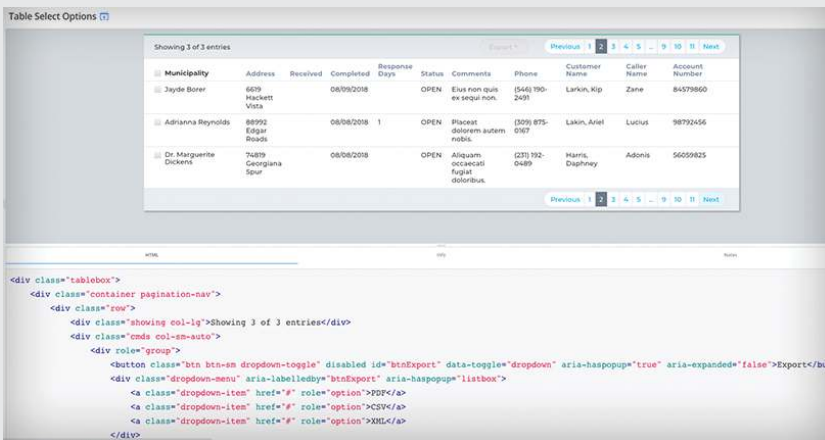 Table Select Options
Showing 3 of 3 entries Export Previous 1 2 3 4 5 ... 9 10 11 Next
Municipality Address Received Completed Response Days Status Comments Phone Customer Name Caller Name Account Number
Jayde Borer 6619 Hackett Vista 08/09/2018 OPEN Eius non quis ex sequi non. (546) 190-2491 Larkin, Kip Zane 84579860
Adrianna Reynolds 88992 Edgar Roads 08/08/2018 1 OPEN Placeat dolorem autem nobis. (309) 875-0167 Lakin, Ariel Lucius 98792456
Dr. Marguerite Dickens 74819 Georgiana Spur 08/08/2018 OPEN Aliquam occaecati fugiat doloribus. (231) 192-0489 Harris, Daphney Adonis 56059825
Previous 1 2 3 4 5 ... 9 10 11 Next
HTML Info Notes
<div class="tablebox">
<div class="container pagination-nav">
<div class="row">
<div class="showing col-lg">Showing 3 of 3 entries</div>
<div class="cmds col-sm-auto">
<div role="group">
<button class="btn btn-sm dropdown-toggle" disabled id="btnExport" data-toggle="dropdown" aria-haspopup="true" aria-expanded="false">Export</bu
<div class="dropdown-menu" aria-labelledby="btnExport" aria-haspopup="listbox">
<a class="dropdown-item" href="#" role="option">PDF</a>
<a class="dropdown-item" href="#" role="option">CSV</a>
<a class="dropdown-item" href="#" role="option">XML</a>
</div>